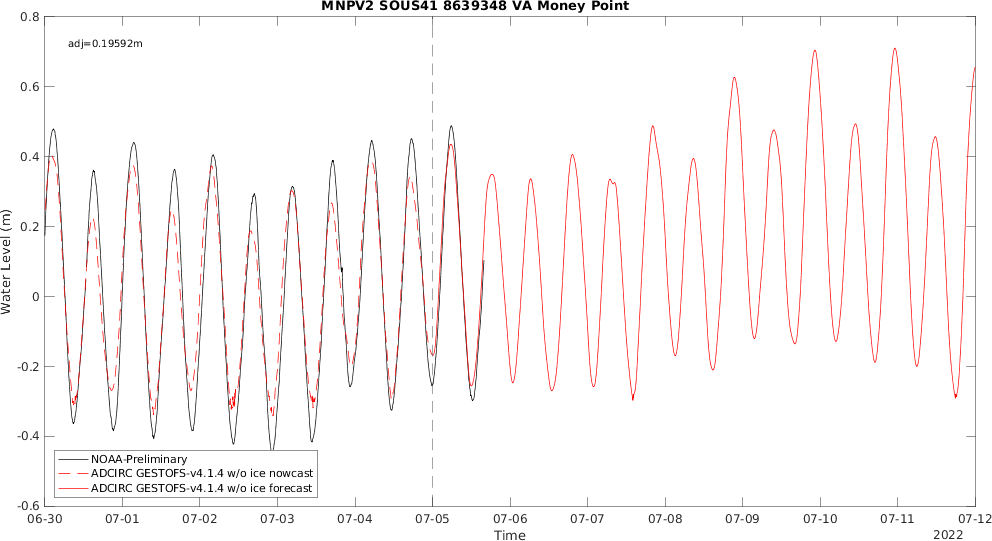 MNPV2 SOUS41 8639348 VA Money Point
adj=0.19592m
0.8
0.6
0.4
0.2
0
-0.2
-0.4
-0.6
Water Level (m)
NOAA-Preliminary
ADCIRC GESTOFS-v4.1.4 w/o ice nowcast
ADCIRC GESTOFS-v4.1.4 w/o ice forecast
06-30 07-01 07-02 07-03 07-04 07-05 07-06 07-07 07-08 07-09 07-10 07-11 07-12
Time
2022